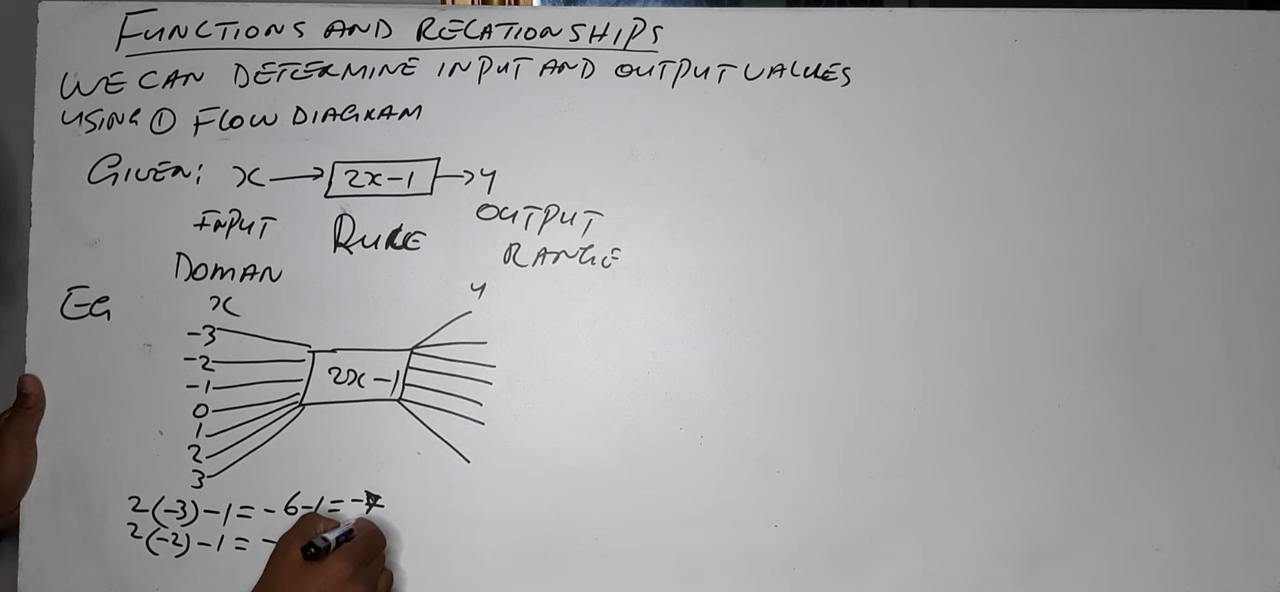 FUNCTIONS AND RELATIONSHIPS
WE CAN DETERMINE INPUT AND OUTPUT VALUES
USING ① FLOW DIAGRAM
GIVEN: x → 2x-1 → y
INPUT RULE OUTPUT
DOMAN RANGE
EG x y
-3
-2
-1 2x-1
0
1
2
3
2(-3)-1=-6-1=-7
2(-2)-1=-